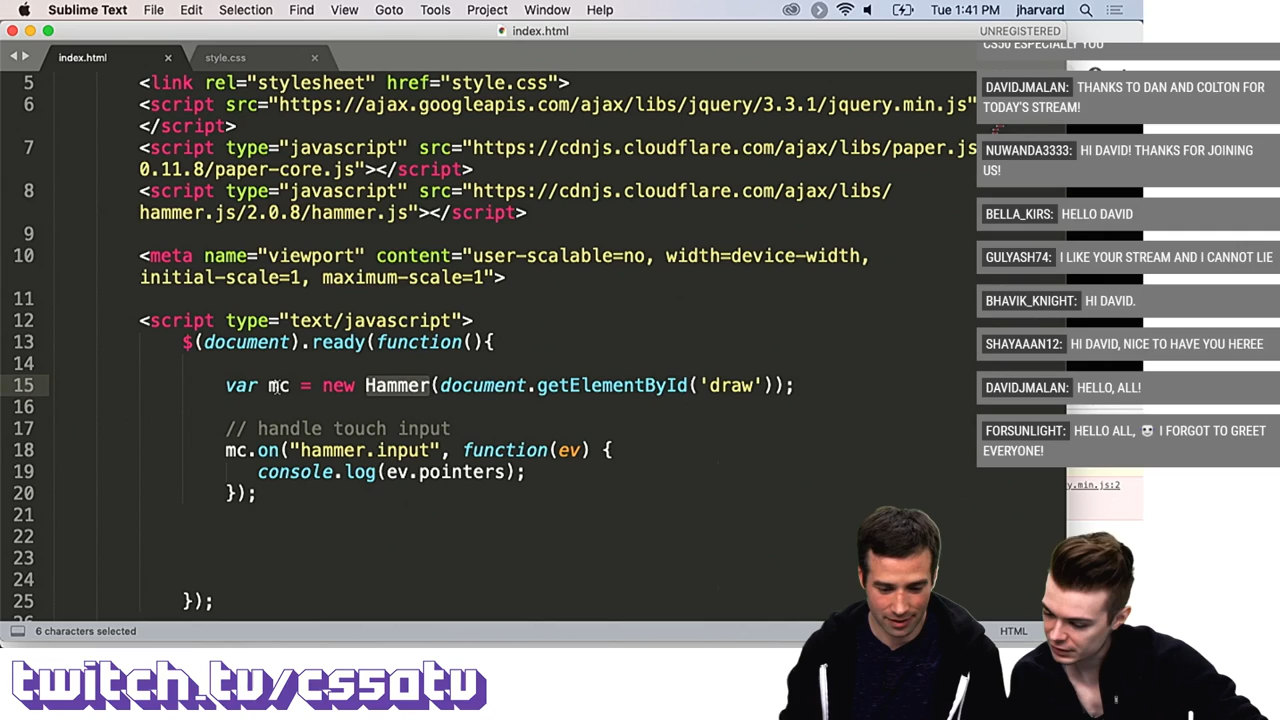 Sublime Text File Edit Selection Find View Goto Tools Project Window Help Tue 1:41 PM jharvard
index.html UNREGISTERED
index.html style.css
5 <link rel="stylesheet" href="style.css">
6 <script src="https://ajax.googleapis.com/ajax/libs/jquery/3.3.1/jquery.min.js"
</script>
7 <script type="javascript" src="https://cdnjs.cloudflare.com/ajax/libs/paper.js
0.11.8/paper-core.js"></script>
8 <script type="javascript" src="https://cdnjs.cloudflare.com/ajax/libs/
hammer.js/2.0.8/hammer.js"></script>
9
10 <meta name="viewport" content="user-scalable=no, width=device-width,
initial-scale=1, maximum-scale=1">
11
12 <script type="text/javascript">
13 $(document).ready(function(){
14
15 var mc = new Hammer(document.getElementById('draw'));
16
17 // handle touch input
18 mc.on("hammer.input", function(ev) {
19 console.log(ev.pointers);
20 });
21
22
23
24
25 });
6 characters selected HTML
CS50 ESPECIALLY YOU
DAVIDJMALAN: THANKS TO DAN AND COLTON FOR
TODAY'S STREAM!
NUWANDA3333: HI DAVID! THANKS FOR JOINING
US!
BELLA_KIRS: HELLO DAVID
GULYASH74: I LIKE YOUR STREAM AND I CANNOT LIE
BHAVIK_KNIGHT: HI DAVID.
SHAYAAAN12: HI DAVID, NICE TO HAVE YOU HEREE
DAVIDJMALAN: HELLO, ALL!
FORSUNLIGHT: HELLO ALL, I FORGOT TO GREET
EVERYONE!
y.min.js:2
twitch.tv/cs50tv